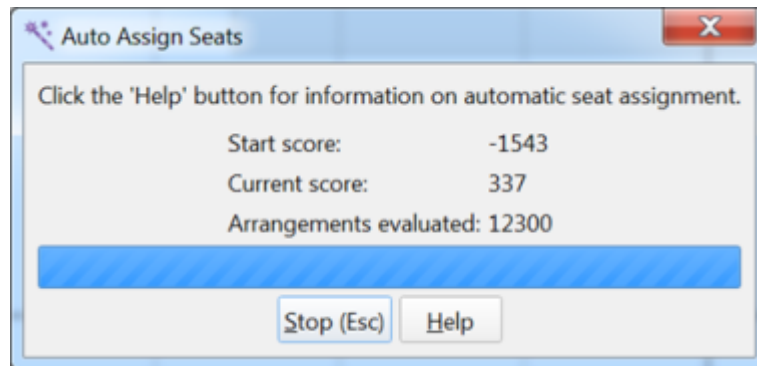 Auto Assign Seats
Click the 'Help' button for information on automatic seat assignment.
Start score: -1543
Current score: 337
Arrangements evaluated: 12300
Stop (Esc) Help